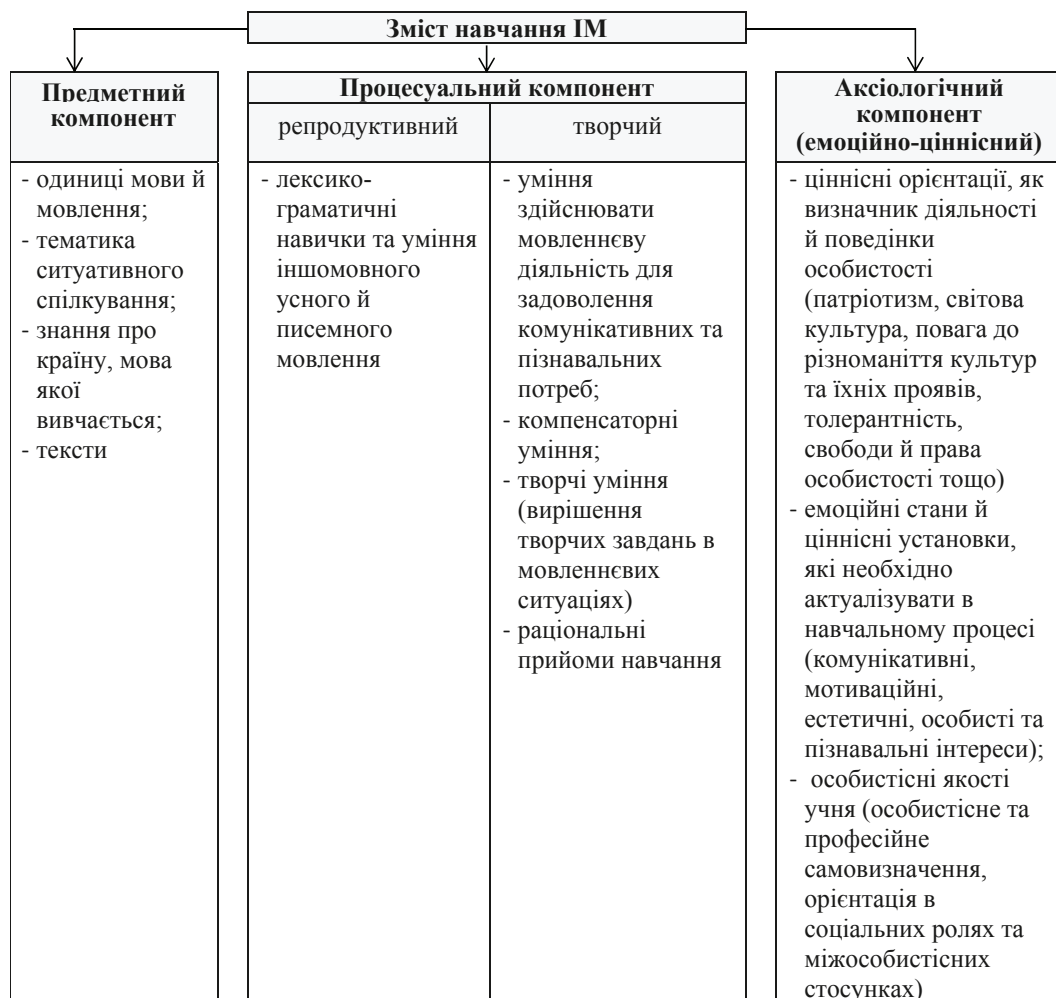 Зміст навчання ІМ
Предметний
компонент
- одиниці мови й
мовлення;
- тематика
ситуативного
спілкування;
- знання про
країну, мова
якої
вивчається;
- тексти
Процесуальний компонент
репродуктивний
- лексико-
граматичні
навички та уміння
іншомовного
усного й
писемного
мовлення
творчий
- уміння
здійснювати
мовленнєву
діяльність для
задоволення
комунікативних та
пізнавальних
потреб;
- компенсаторні
уміння;
- творчі уміння
(вирішення
творчих завдань в
мовленнєвих
ситуаціях)
- раціональні
прийоми навчання
Аксіологічний
компонент
(емоційно-ціннісний)
- ціннісні орієнтації, як
визначник діяльності
й поведінки
особистості
(патріотизм, світова
культура, повага до
різноманіття культур
та їхніх проявів,
толерантність,
свободи й права
особистості тощо)
- емоційні стани й
ціннісні установки,
які необхідно
актуалізувати в
навчальному процесі
(комунікативні,
мотиваційні,
естетичні, особисті та
пізнавальні інтереси);
- особистісні якості
учня (особистісне та
професійне
самовизначення,
орієнтація в
соціальних ролях та
міжособистісних
стосунках)